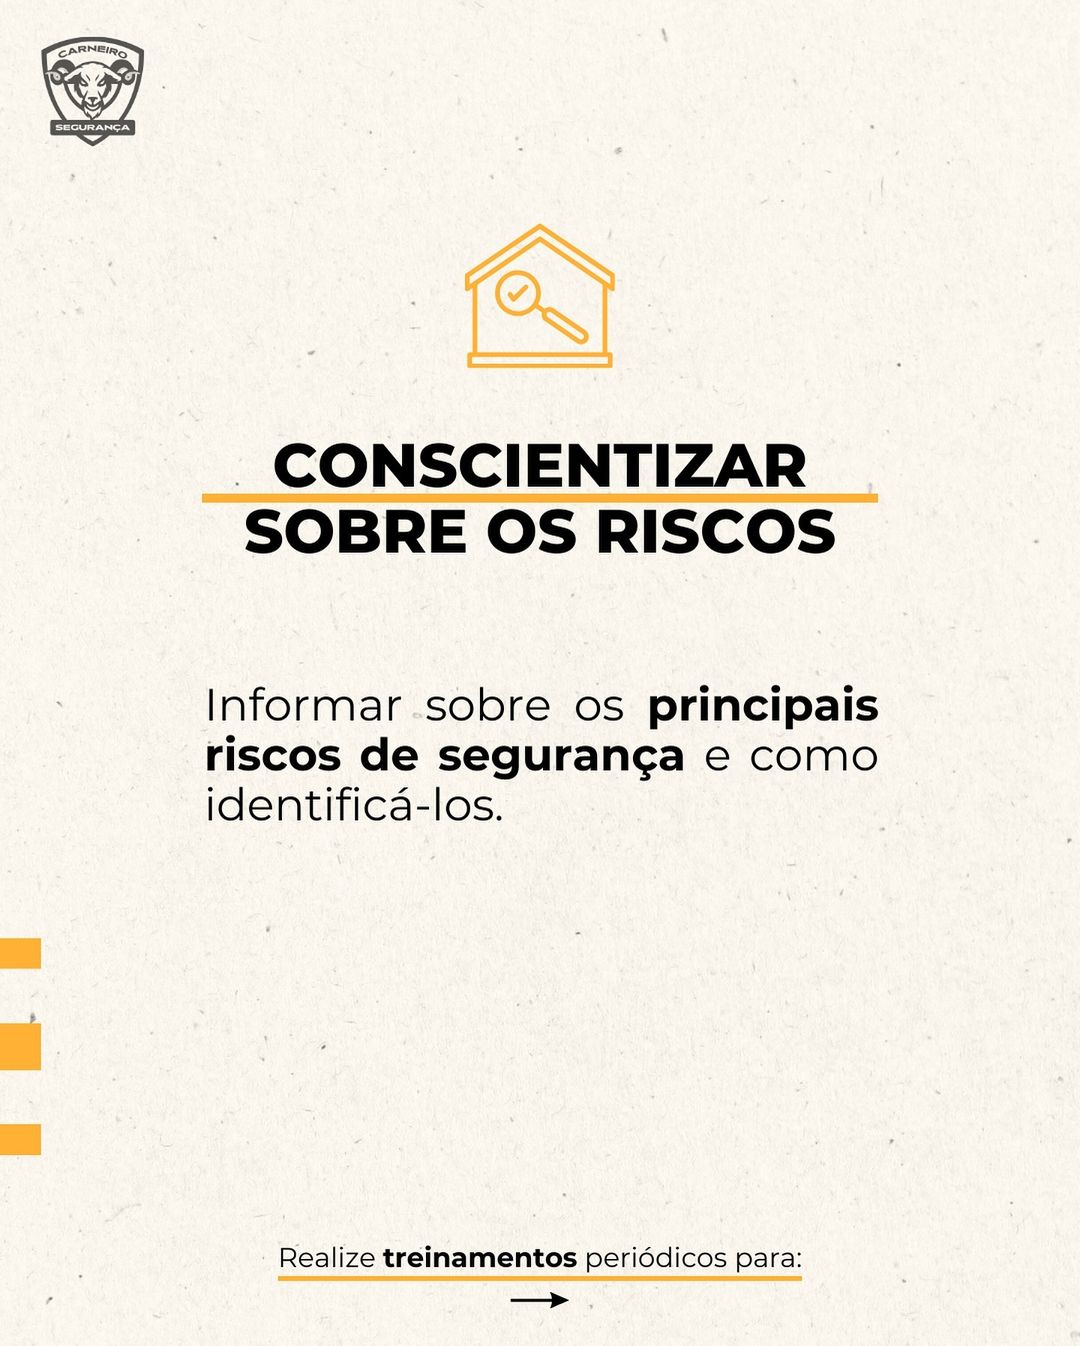 CARNEIRO
SEGURANÇA
CONSCIENTIZAR
SOBRE OS RISCOS
Informar sobre os principais
riscos de segurança e como
identificá-los.
Realize treinamentos periódicos para: